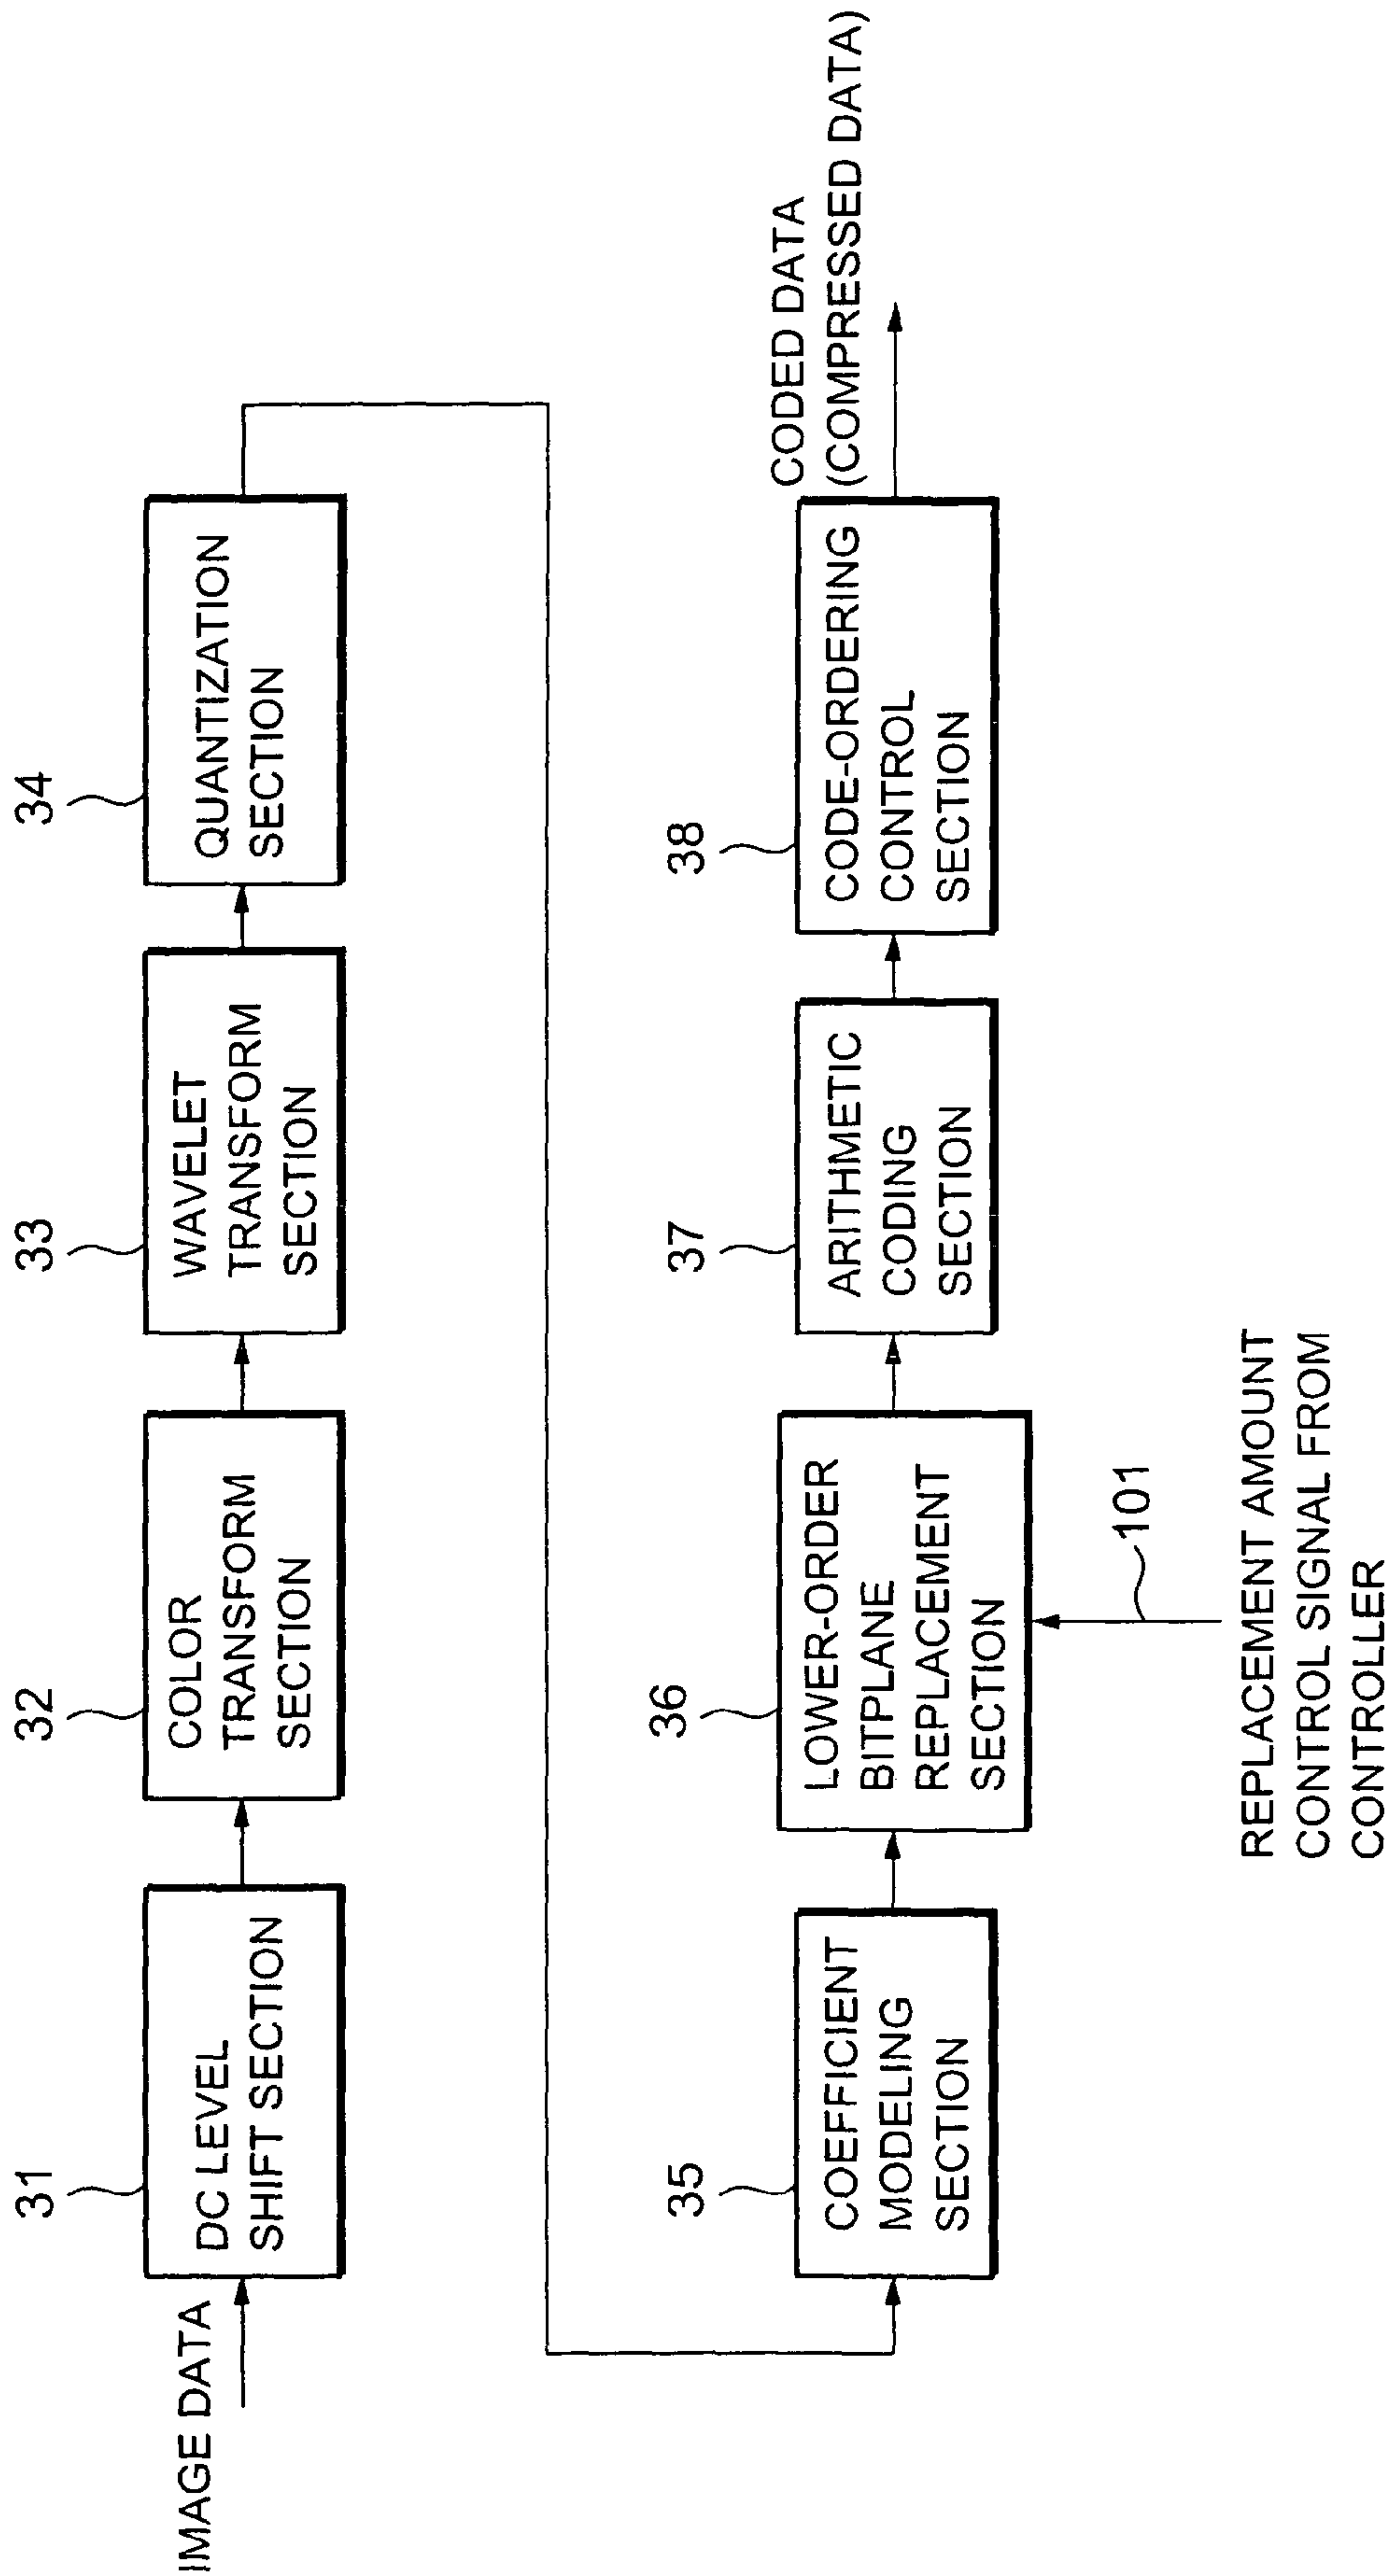 IMAGE DATA
31
DC LEVEL
SHIFT SECTION
32
COLOR
TRANSFORM
SECTION
33
WAVELET
TRANSFORM
SECTION
34
QUANTIZATION
SECTION
35
COEFFICIENT
MODELING
SECTION
36
LOWER-ORDER
BITPLANE
REPLACEMENT
SECTION
101
REPLACEMENT AMOUNT
CONTROL SIGNAL FROM
CONTROLLER
37
ARITHMETIC
CODING
SECTION
38
CODE-ORDERING
CONTROL
SECTION
CODED DATA
(COMPRESSED DATA)